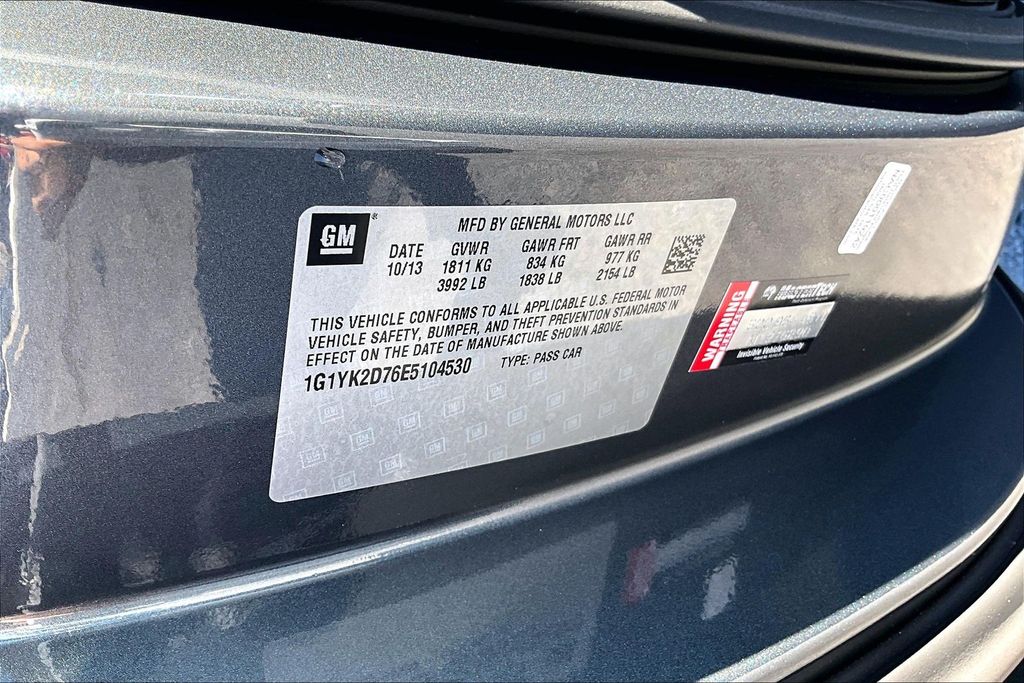 GM
®
MFD BY GENERAL MOTORS LLC
DATE GVWR GAWR FRT GAWR RR
10/13 1811 KG 834 KG 977 KG
3992 LB 1838 LB 2154 LB
THIS VEHICLE CONFORMS TO ALL APPLICABLE U.S. FEDERAL MOTOR
VEHICLE SAFETY, BUMPER, AND THEFT PREVENTION STANDARDS IN
EFFECT ON THE DATE OF MANUFACTURE SHOWN ABOVE.
1G1YK2D76E5104530 TYPE: PASS CAR
WARNING
MASTERTECH
Invisible Vehicle Security